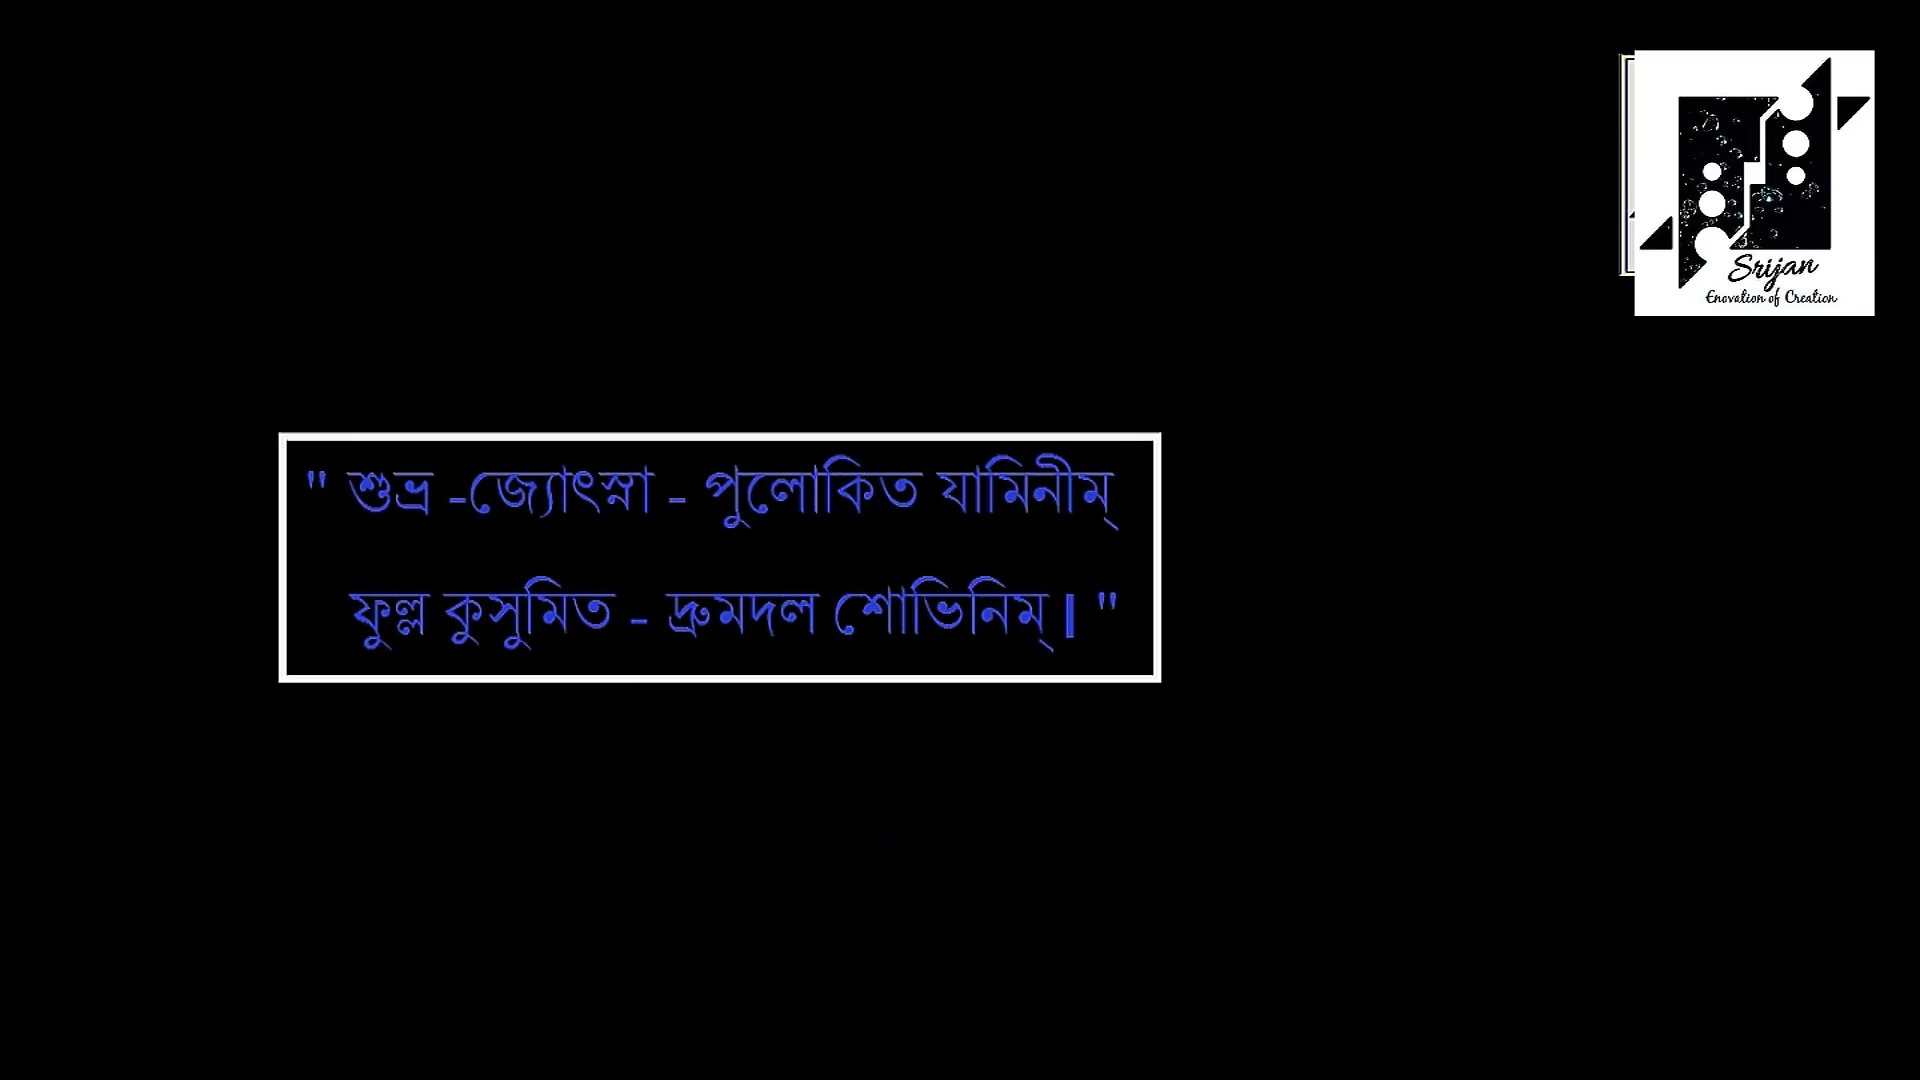 " শুভ্র -জ্যোৎস্না - পুলোকিত যামিনীম্
ফুল্ল কুসুমিত - দ্রুমদল শোভিনিম্ | "
Srijan
Enovation of Creation